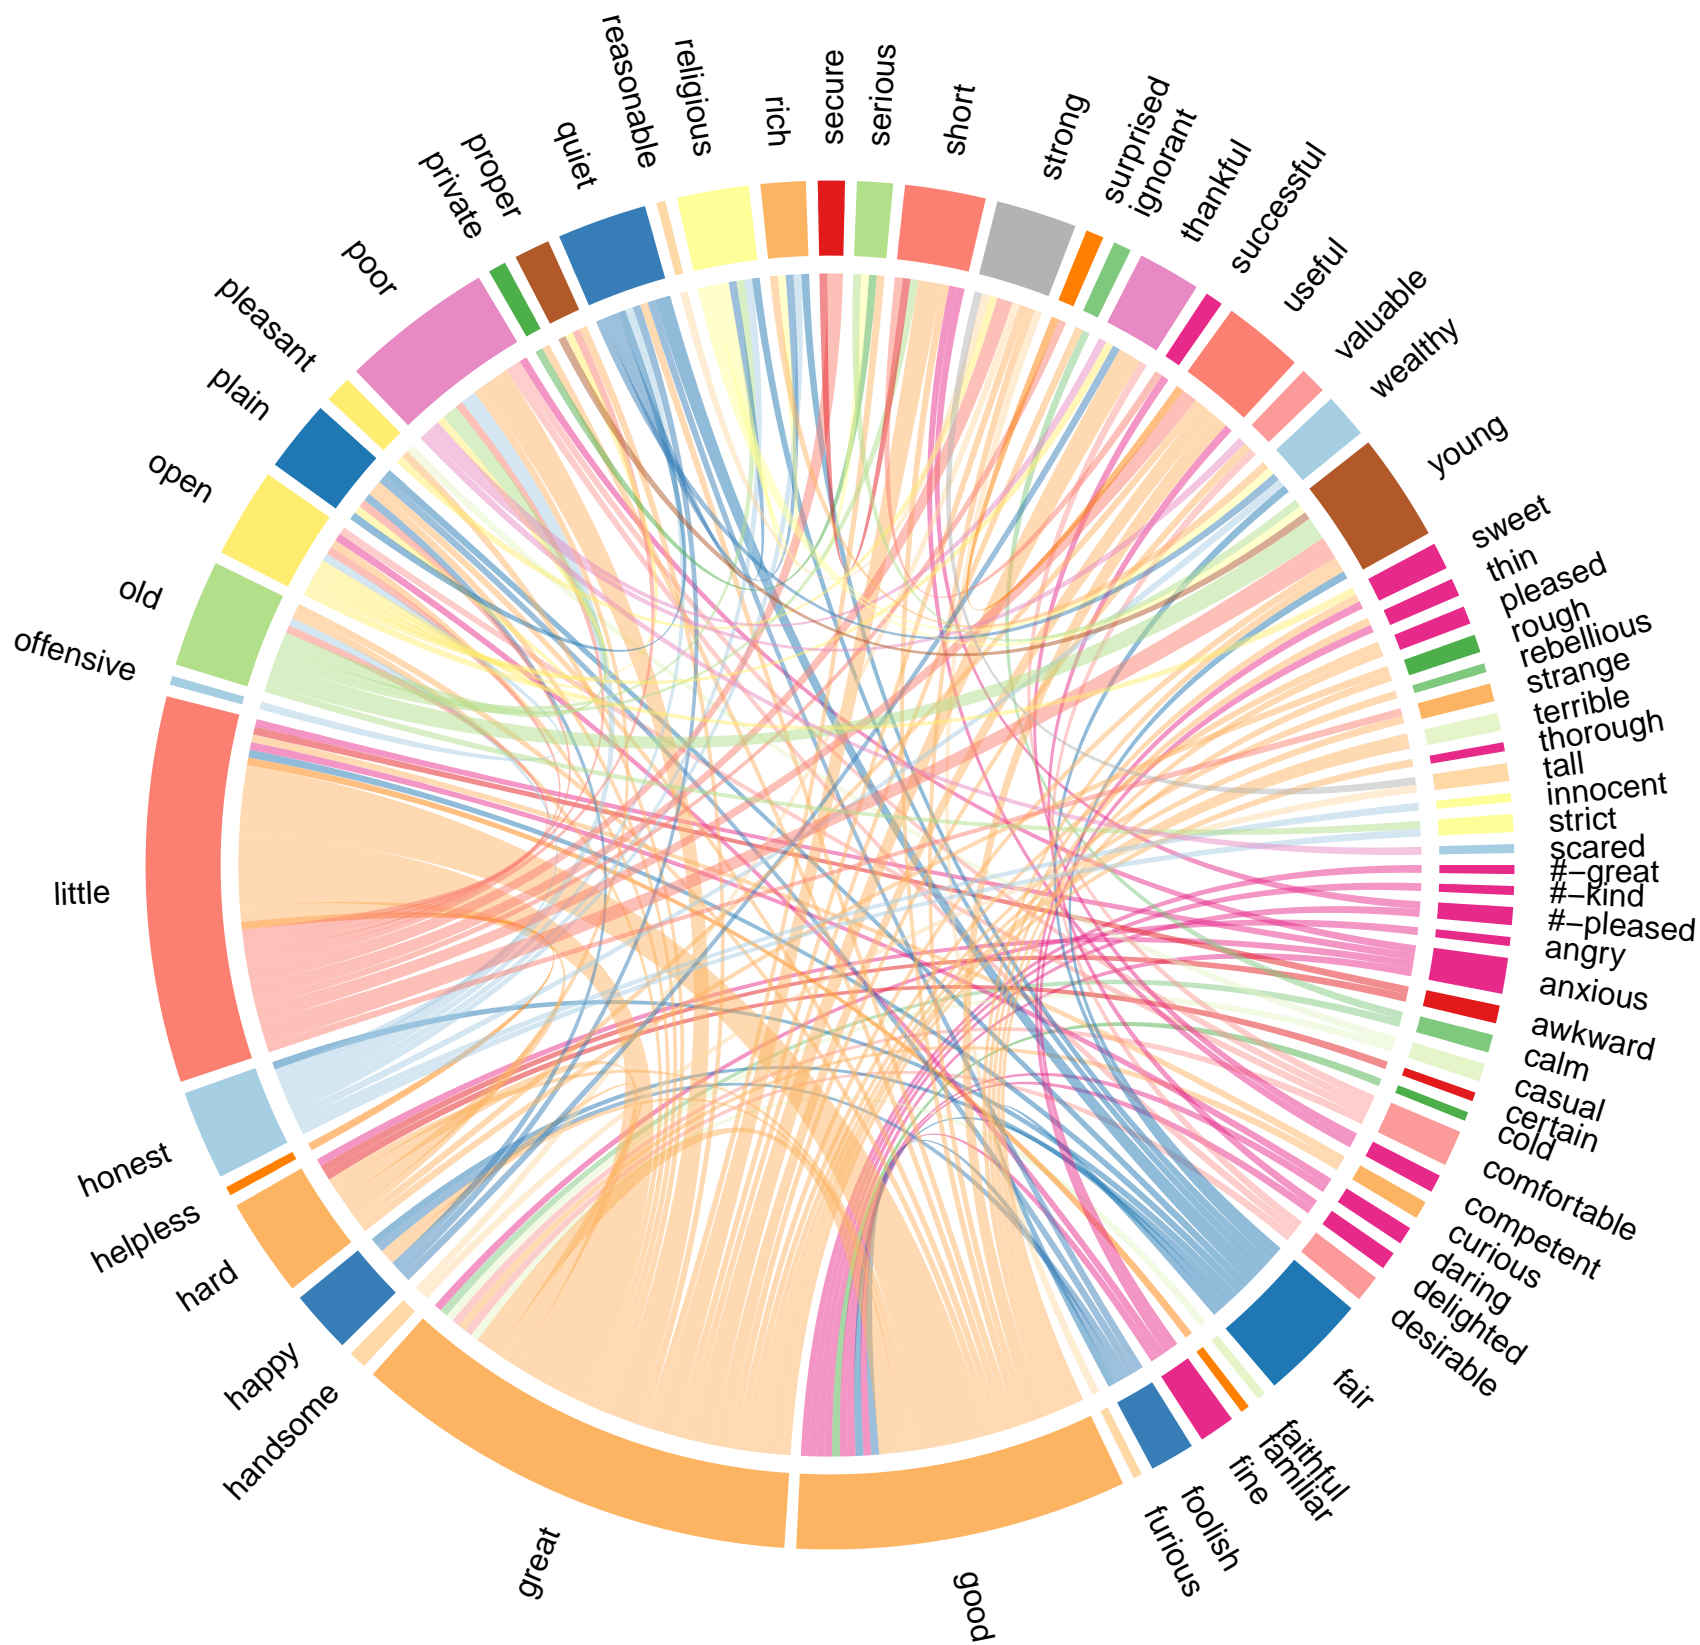 reasonable
religious
rich
secure
serious
short
strong
surprised
ignorant
thankful
successful
useful
valuable
wealthy
young
sweet
thin
pleased
rough
rebellious
strange
terrible
thorough
tall
innocent
strict
scared
#−great
#−kind
#−pleased
angry
anxious
awkward
calm
casual
certain
cold
comfortable
competent
curious
daring
delighted
desirable
fair
faithful
familiar
fine
foolish
furious
good
great
handsome
happy
hard
helpless
honest
little
offensive
old
open
plain
pleasant
poor
private
proper
quiet